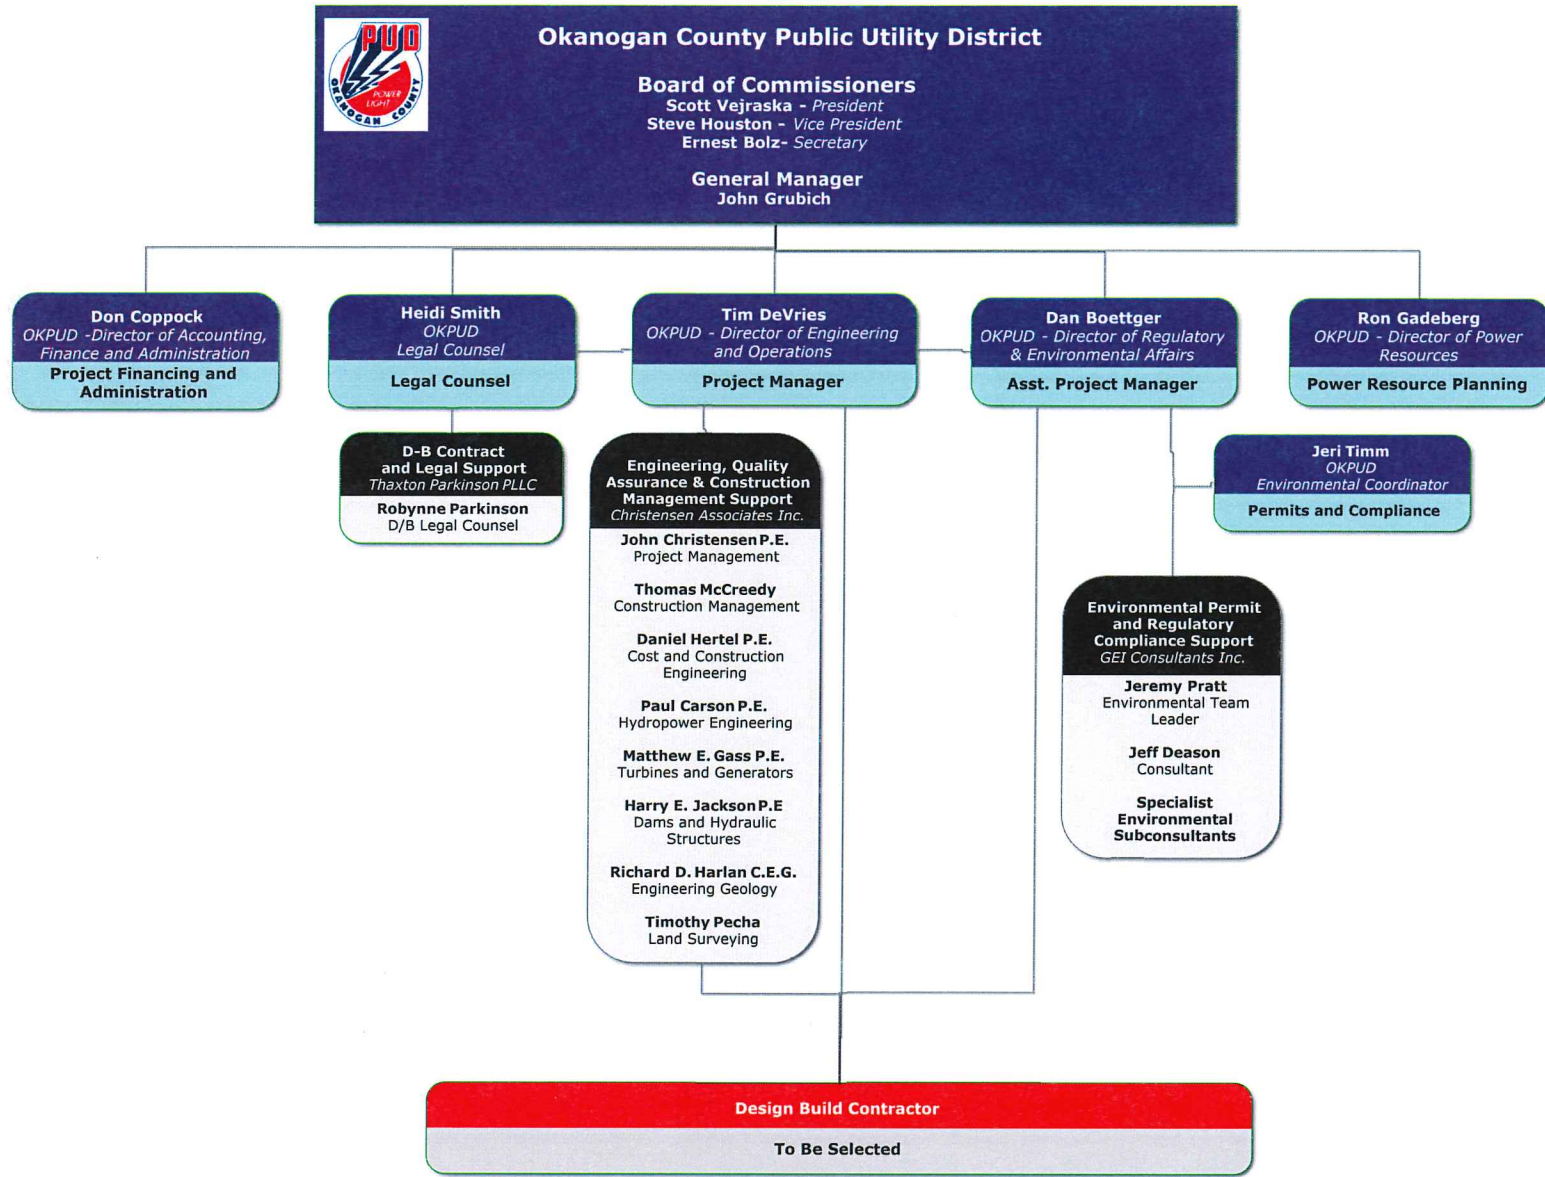 PUD
POWER
LIGHT
OKANOGAN COUNTY
Okanogan County Public Utility District
Board of Commissioners
Scott Vejraska - President
Steve Houston - Vice President
Ernest Bolz- Secretary
General Manager
John Grubich
Don Coppock
OKPUD -Director of Accounting,
Finance and Administration
Project Financing and
Administration
Heidi Smith
OKPUD
Legal Counsel
Legal Counsel
Tim DeVries
OKPUD - Director of Engineering
and Operations
Project Manager
Dan Boettger
OKPUD - Director of Regulatory
& Environmental Affairs
Asst. Project Manager
Ron Gadeberg
OKPUD - Director of Power
Resources
Power Resource Planning
D-B Contract
and Legal Support
Thaxton Parkinson PLLC
Robynne Parkinson
D/B Legal Counsel
Engineering, Quality
Assurance & Construction
Management Support
Christensen Associates Inc.
John Christensen P.E.
Project Management
Thomas McCreedy
Construction Management
Daniel Hertel P.E.
Cost and Construction
Engineering
Paul Carson P.E.
Hydropower Engineering
Matthew E. Gass P.E.
Turbines and Generators
Harry E. Jackson P.E
Dams and Hydraulic
Structures
Richard D. Harlan C.E.G.
Engineering Geology
Timothy Pecha
Land Surveying
Jeri Timm
OKPUD
Environmental Coordinator
Permits and Compliance
Environmental Permit
and Regulatory
Compliance Support
GEI Consultants Inc.
Jeremy Pratt
Environmental Team
Leader
Jeff Deason
Consultant
Specialist
Environmental
Subconsultants
Design Build Contractor
To Be Selected